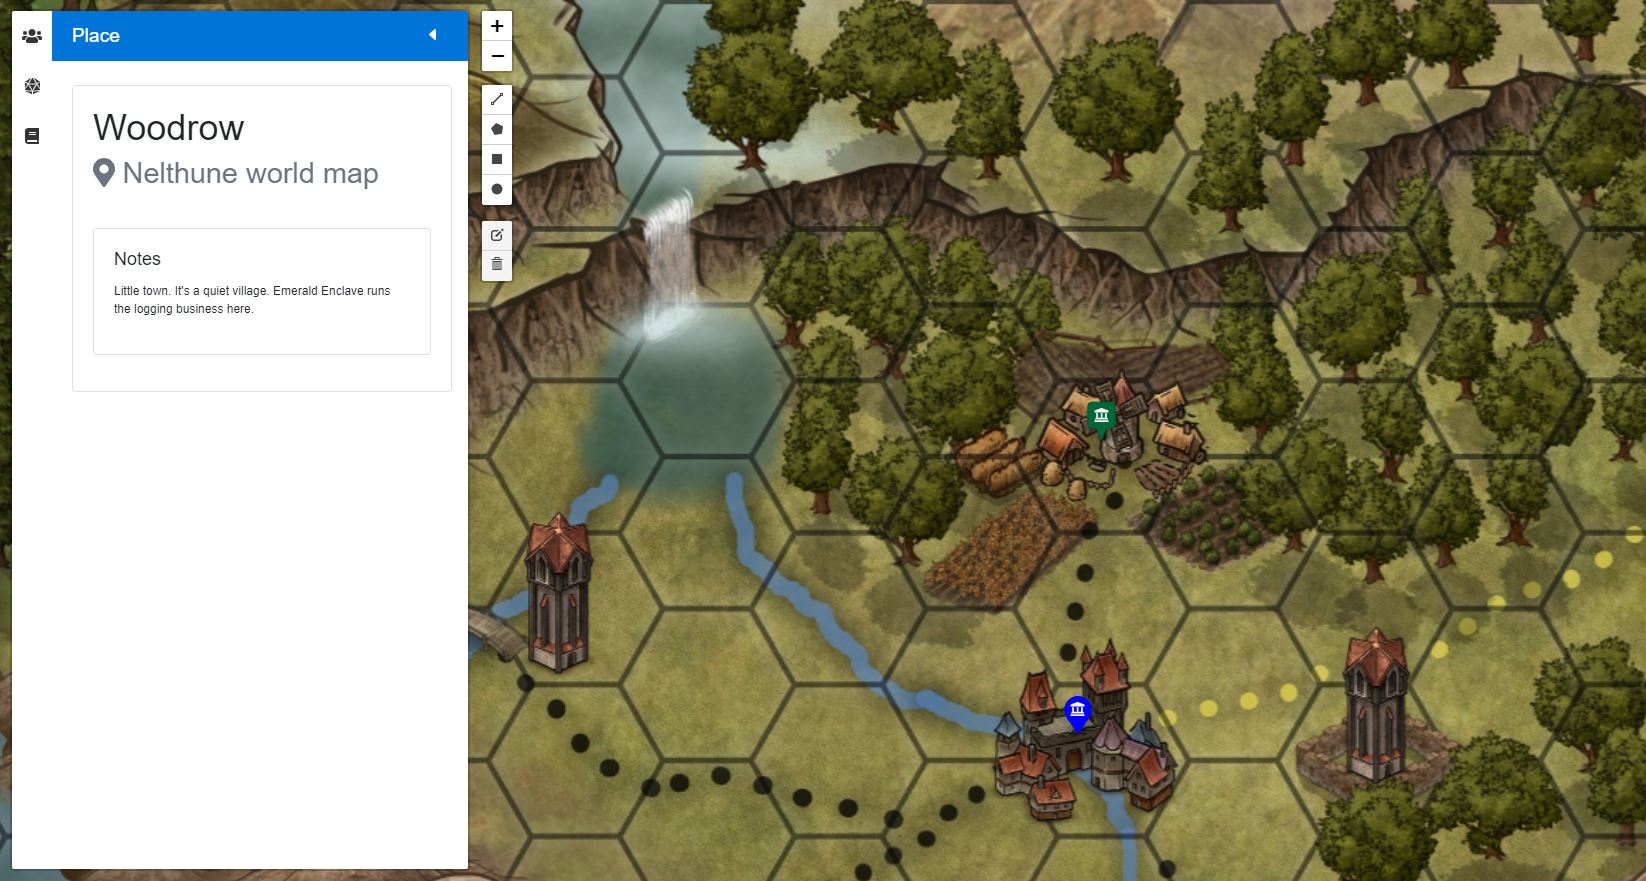 Place
Woodrow
Nelthune world map
Notes
Little town. It's a quiet village. Emerald Enclave runs
the logging business here.
+
−